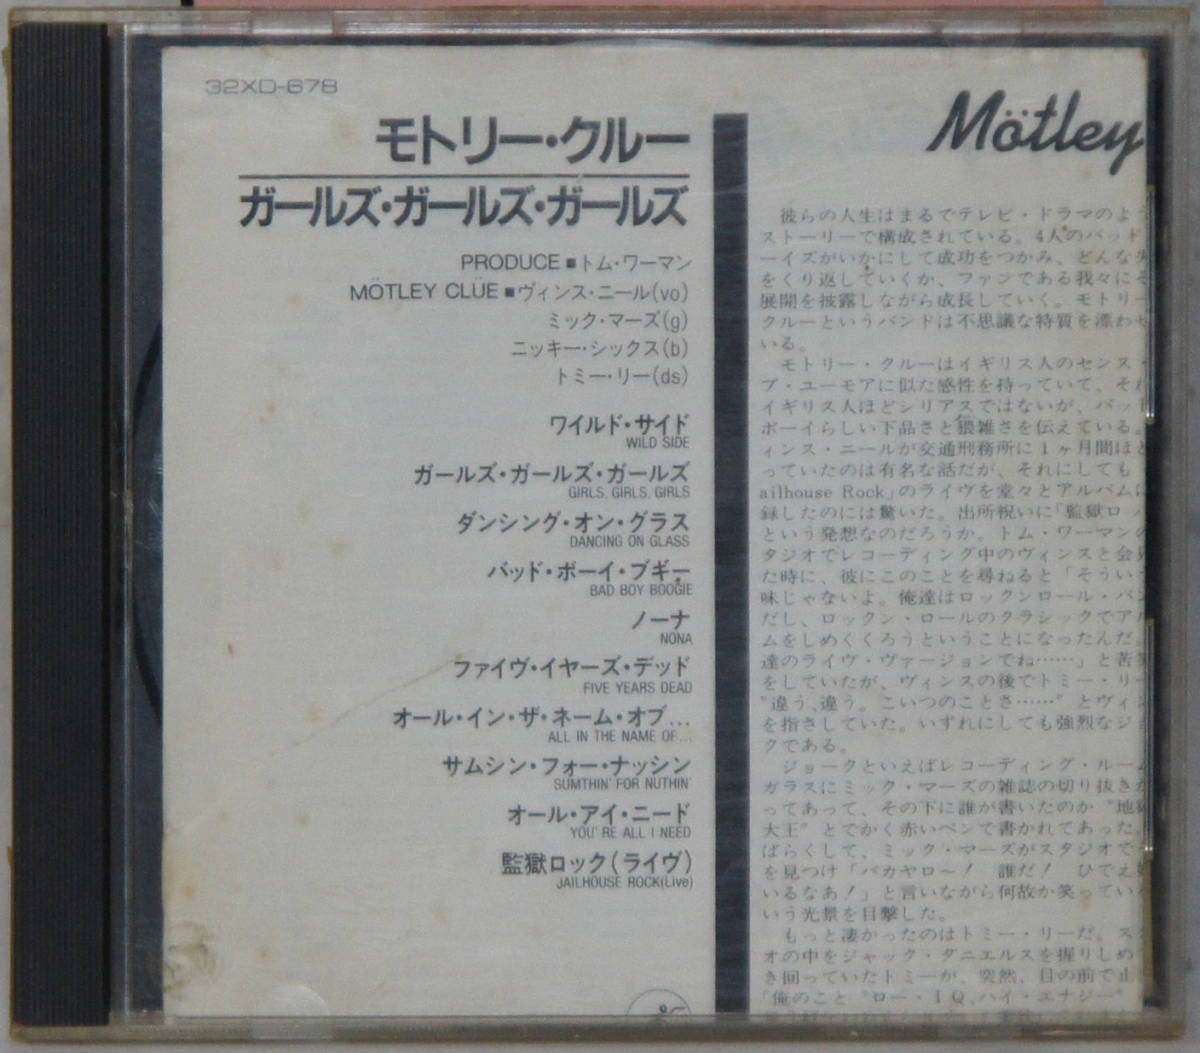 32XD-678
モトリー・クルー
ガールズ・ガールズ・ガールズ
PRODUCE■トム・ワーマン
MÖTLEY CLÜE■ヴィンス・ニール(vo)
ミック・マーズ(g)
ニッキー・シックス(b)
トミー・リー(ds)
ワイルド・サイド
WILD SIDE
ガールズ・ガールズ・ガールズ
GIRLS, GIRLS, GIRLS
ダンシング・オン・グラス
DANCING ON GLASS
バッド・ボーイ・ブギー
BAD BOY BOOGIE
ノーナ
NONA
ファイヴ・イヤーズ・デッド
FIVE YEARS DEAD
オール・イン・ザ・ネーム・オブ…
ALL IN THE NAME OF…
サムシン・フォー・ナッシン
SUMTHIN' FOR NUTHIN'
オール・アイ・ニード
YOU'RE ALL I NEED
監獄ロック(ライヴ)
JAILHOUSE ROCK(Live)
Mötley
彼らの人生はまるでテレビ・ドラマのよう
ストーリーで構成されている。4人のバッド
ーイズがいかにして成功をつかみ、どんな失
をくり返していくか、ファンである我々にそ
展開を披露しながら成長していく。モトリー
クルーというバンドは不思議な特質を漂わせ
いる。
モトリー・クルーはイギリス人のセンス・
ブ・ユーモアに似た感性を持っていて、それ
イギリス人ほどシリアスではないが、バッド
ボーイらしい下品さと猥雑さを伝えている。
ィンス・ニールが交通刑務所に1ヶ月間ほど
っていたのは有名な話だが、それにしても
ailhouse Rock」のライヴを堂々とアルバムに
録したのには驚いた。出所祝いに「監獄ロッ
という発想なのだろうか。トム・ワーマンの
タジオでレコーディング中のヴィンスと会見
た時に、彼にこのことを尋ねると「そういう
味じゃないよ。俺達はロックンロール・バン
だし、ロックン・ロールのクラシックでアル
ムをしめくくろうということになったんだ。
達のライヴ・ヴァージョンでね……」と苦笑
をしていたが、ヴィンスの後でトミー・リー
"違う、違う。こいつのことさ……" とヴィン
を指さしていた。いずれにしても強烈なジョ
クである。
ジョークといえばレコーディング・ルーム
ガラスにミック・マーズの雑誌の切り抜きが
ってあって、その下に誰が書いたのか "地獄
大王" とでかく赤いペンで書かれてあった。
ばらくして、ミック・マーズがスタジオで
を見つけ「バカヤロ〜！ 誰だ！ ひでえ
いるなあ！」と言いながら何故か笑っている
いう光景を目撃した。
もっと凄かったのはトミー・リーだ。スタ
オの中をジャック・ダニエルスを握りしめ
き回っていたトミーが、突然、目の前で止
「俺のこと "ロー・IQ、ハイ・エナジー"